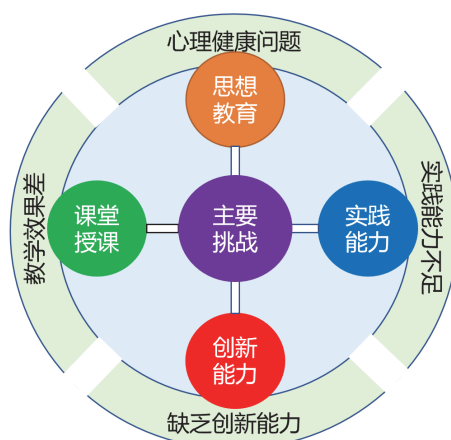 心理健康问题
思想
教育
教学效果差
课堂
授课
主要
挑战
实践
能力
实践能力不足
创新
能力
缺乏创新能力